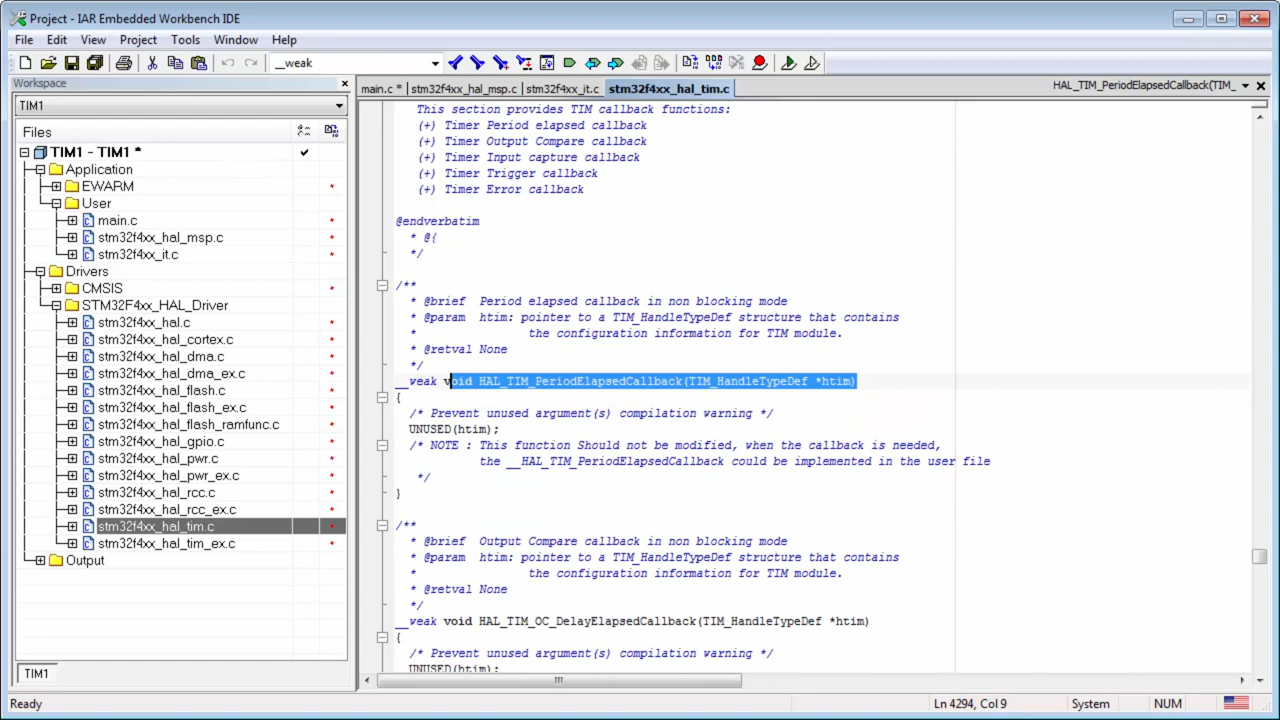 Project - IAR Embedded Workbench IDE
File Edit View Project Tools Window Help
__weak
Workspace
main.c * stm32f4xx_hal_msp.c stm32f4xx_it.c stm32f4xx_hal_tim.c
HAL_TIM_PeriodElapsedCallback(TIM_
TIM1
Files
TIM1 - TIM1 *
Application
EWARM
User
main.c
stm32f4xx_hal_msp.c
stm32f4xx_it.c
Drivers
CMSIS
STM32F4xx_HAL_Driver
stm32f4xx_hal.c
stm32f4xx_hal_cortex.c
stm32f4xx_hal_dma.c
stm32f4xx_hal_dma_ex.c
stm32f4xx_hal_flash.c
stm32f4xx_hal_flash_ex.c
stm32f4xx_hal_flash_ramfunc.c
stm32f4xx_hal_gpio.c
stm32f4xx_hal_pwr.c
stm32f4xx_hal_pwr_ex.c
stm32f4xx_hal_rcc.c
stm32f4xx_hal_rcc_ex.c
stm32f4xx_hal_tim.c
stm32f4xx_hal_tim_ex.c
Output
TIM1
This section provides TIM callback functions:
(+) Timer Period elapsed callback
(+) Timer Output Compare callback
(+) Timer Input capture callback
(+) Timer Trigger callback
(+) Timer Error callback
@endverbatim
* @{
*/
/**
* @brief Period elapsed callback in non blocking mode
* @param htim: pointer to a TIM_HandleTypeDef structure that contains
* the configuration information for TIM module.
* @retval None
*/
__weak void HAL_TIM_PeriodElapsedCallback(TIM_HandleTypeDef *htim)
{
/* Prevent unused argument(s) compilation warning */
UNUSED(htim);
/* NOTE : This function Should not be modified, when the callback is needed,
the __HAL_TIM_PeriodElapsedCallback could be implemented in the user file
*/
}
/**
* @brief Output Compare callback in non blocking mode
* @param htim: pointer to a TIM_HandleTypeDef structure that contains
* the configuration information for TIM module.
* @retval None
*/
__weak void HAL_TIM_OC_DelayElapsedCallback(TIM_HandleTypeDef *htim)
{
/* Prevent unused argument(s) compilation warning */
UNUSED(htim);
Ready
Ln 4294, Col 9 System NUM